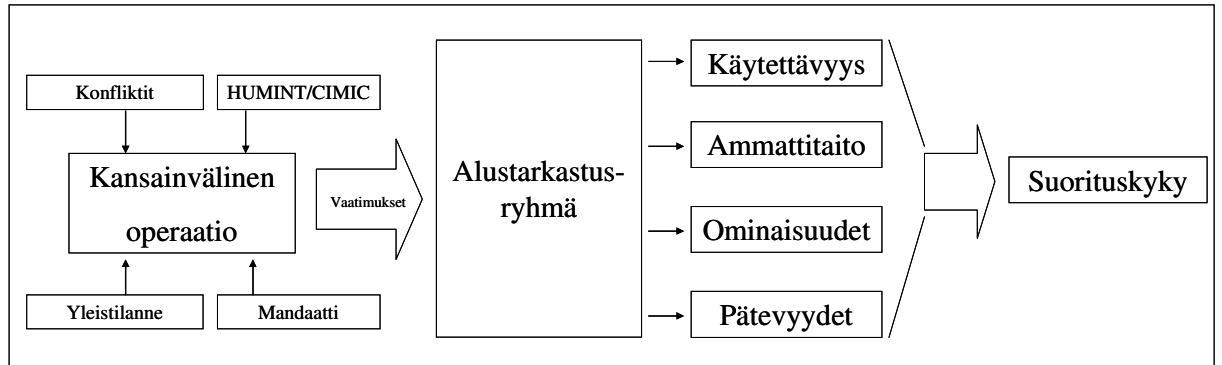 Konfliktit
HUMINT/CIMIC
Kansainvälinen
operaatio
Yleistilanne
Mandaatti
Vaatimukset
Alustarkastus-
ryhmä
Käytettävyys
Ammattitaito
Ominaisuudet
Pätevyydet
Suorituskyky